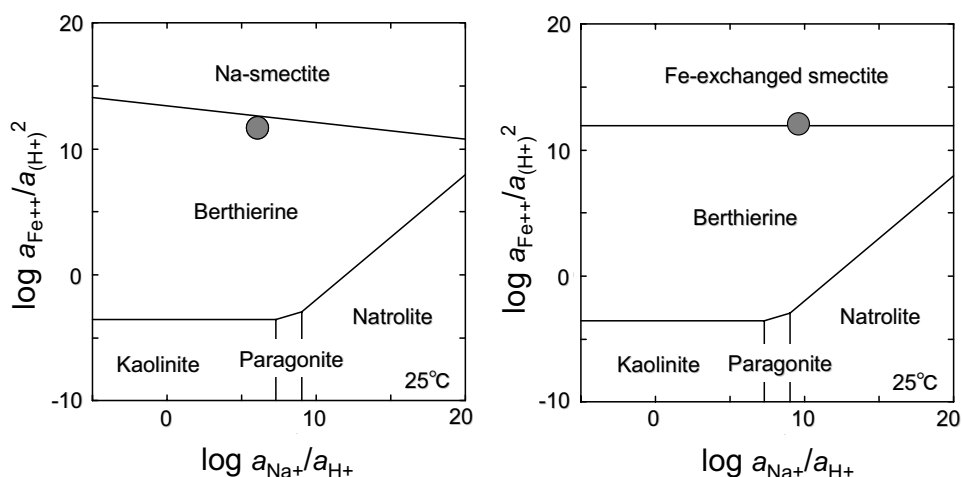 20
10
0
-10
log aFe++/a(H+)2
Na-smectite
Berthierine
Kaolinite
Paragonite
Natrolite
25°C
0
10
20
log aNa+/aH+
20
10
0
-10
log aFe++/a(H+)2
Fe-exchanged smectite
Berthierine
Kaolinite
Paragonite
Natrolite
25°C
0
10
20
log aNa+/aH+